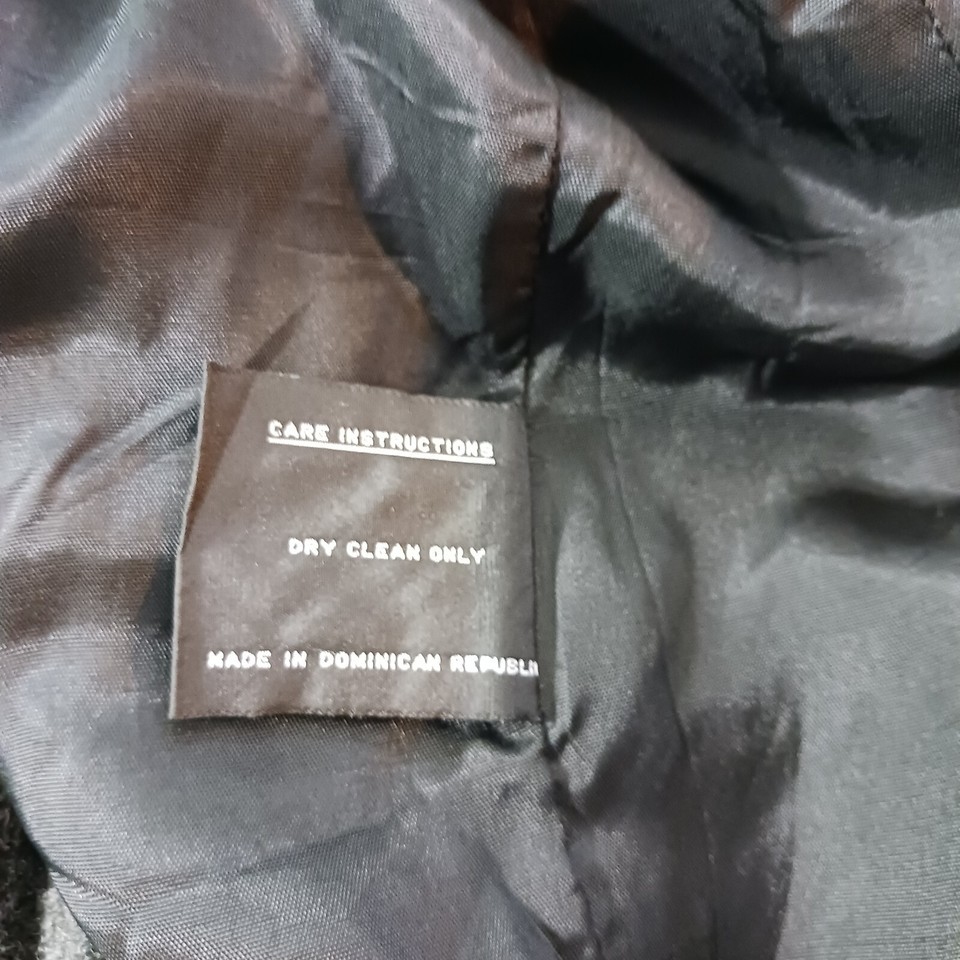 CARE INSTRUCTIONS
DRY CLEAN ONLY
MADE IN DOMINICAN REPUBLI